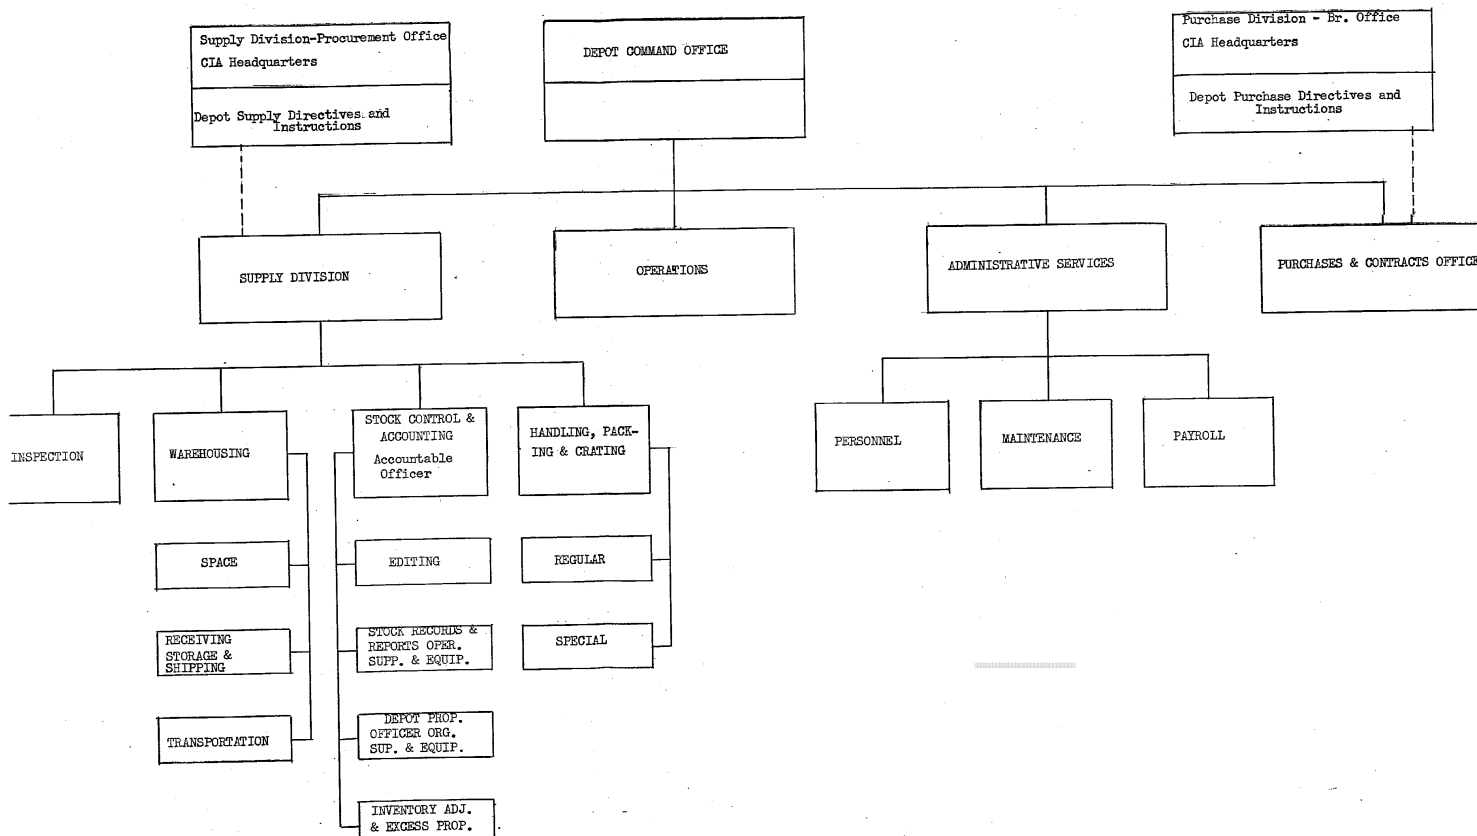 Supply Division-Procurement Office
CIA Headquarters
Depot Supply Directives and
Instructions
DEPOT COMMAND OFFICE
Purchase Division - Br. Office
CIA Headquarters
Depot Purchase Directives and
Instructions
SUPPLY DIVISION
OPERATIONS
ADMINISTRATIVE SERVICES
PURCHASES & CONTRACTS OFFICE
INSPECTION
WAREHOUSING
STOCK CONTROL &
ACCOUNTING
Accountable
Officer
HANDLING, PACK-
ING & CRATING
PERSONNEL
MAINTENANCE
PAYROLL
SPACE
EDITING
REGULAR
RECEIVING
STORAGE &
SHIPPING
STOCK RECORDS &
REPORTS OPER.
SUPP. & EQUIP.
SPECIAL
TRANSPORTATION
DEPOT PROP.
OFFICER ORG.
SUP. & EQUIP.
INVENTORY ADJ.
& EXCESS PROP.